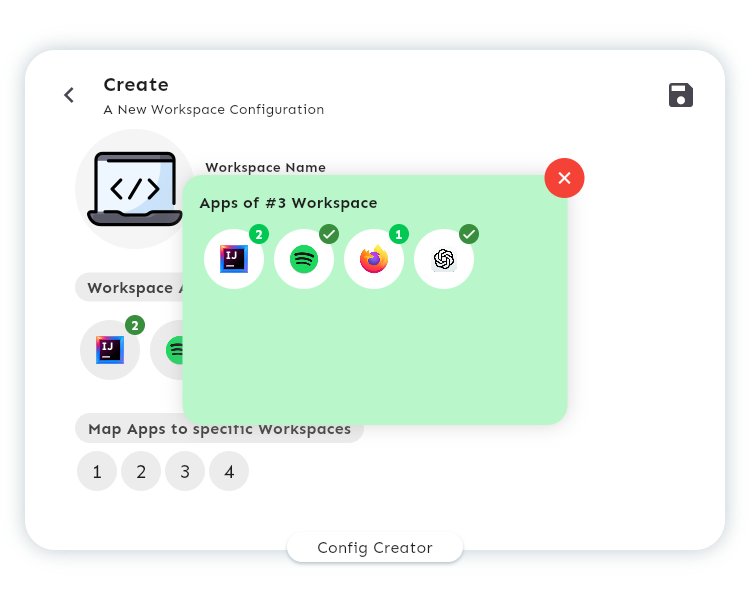 Create
A New Workspace Configuration
</>
Workspace Name
Apps of #3 Workspace
2
1
IJ
Workspace
2
IJ
Map Apps to specific Workspaces
1 2 3 4
Config Creator